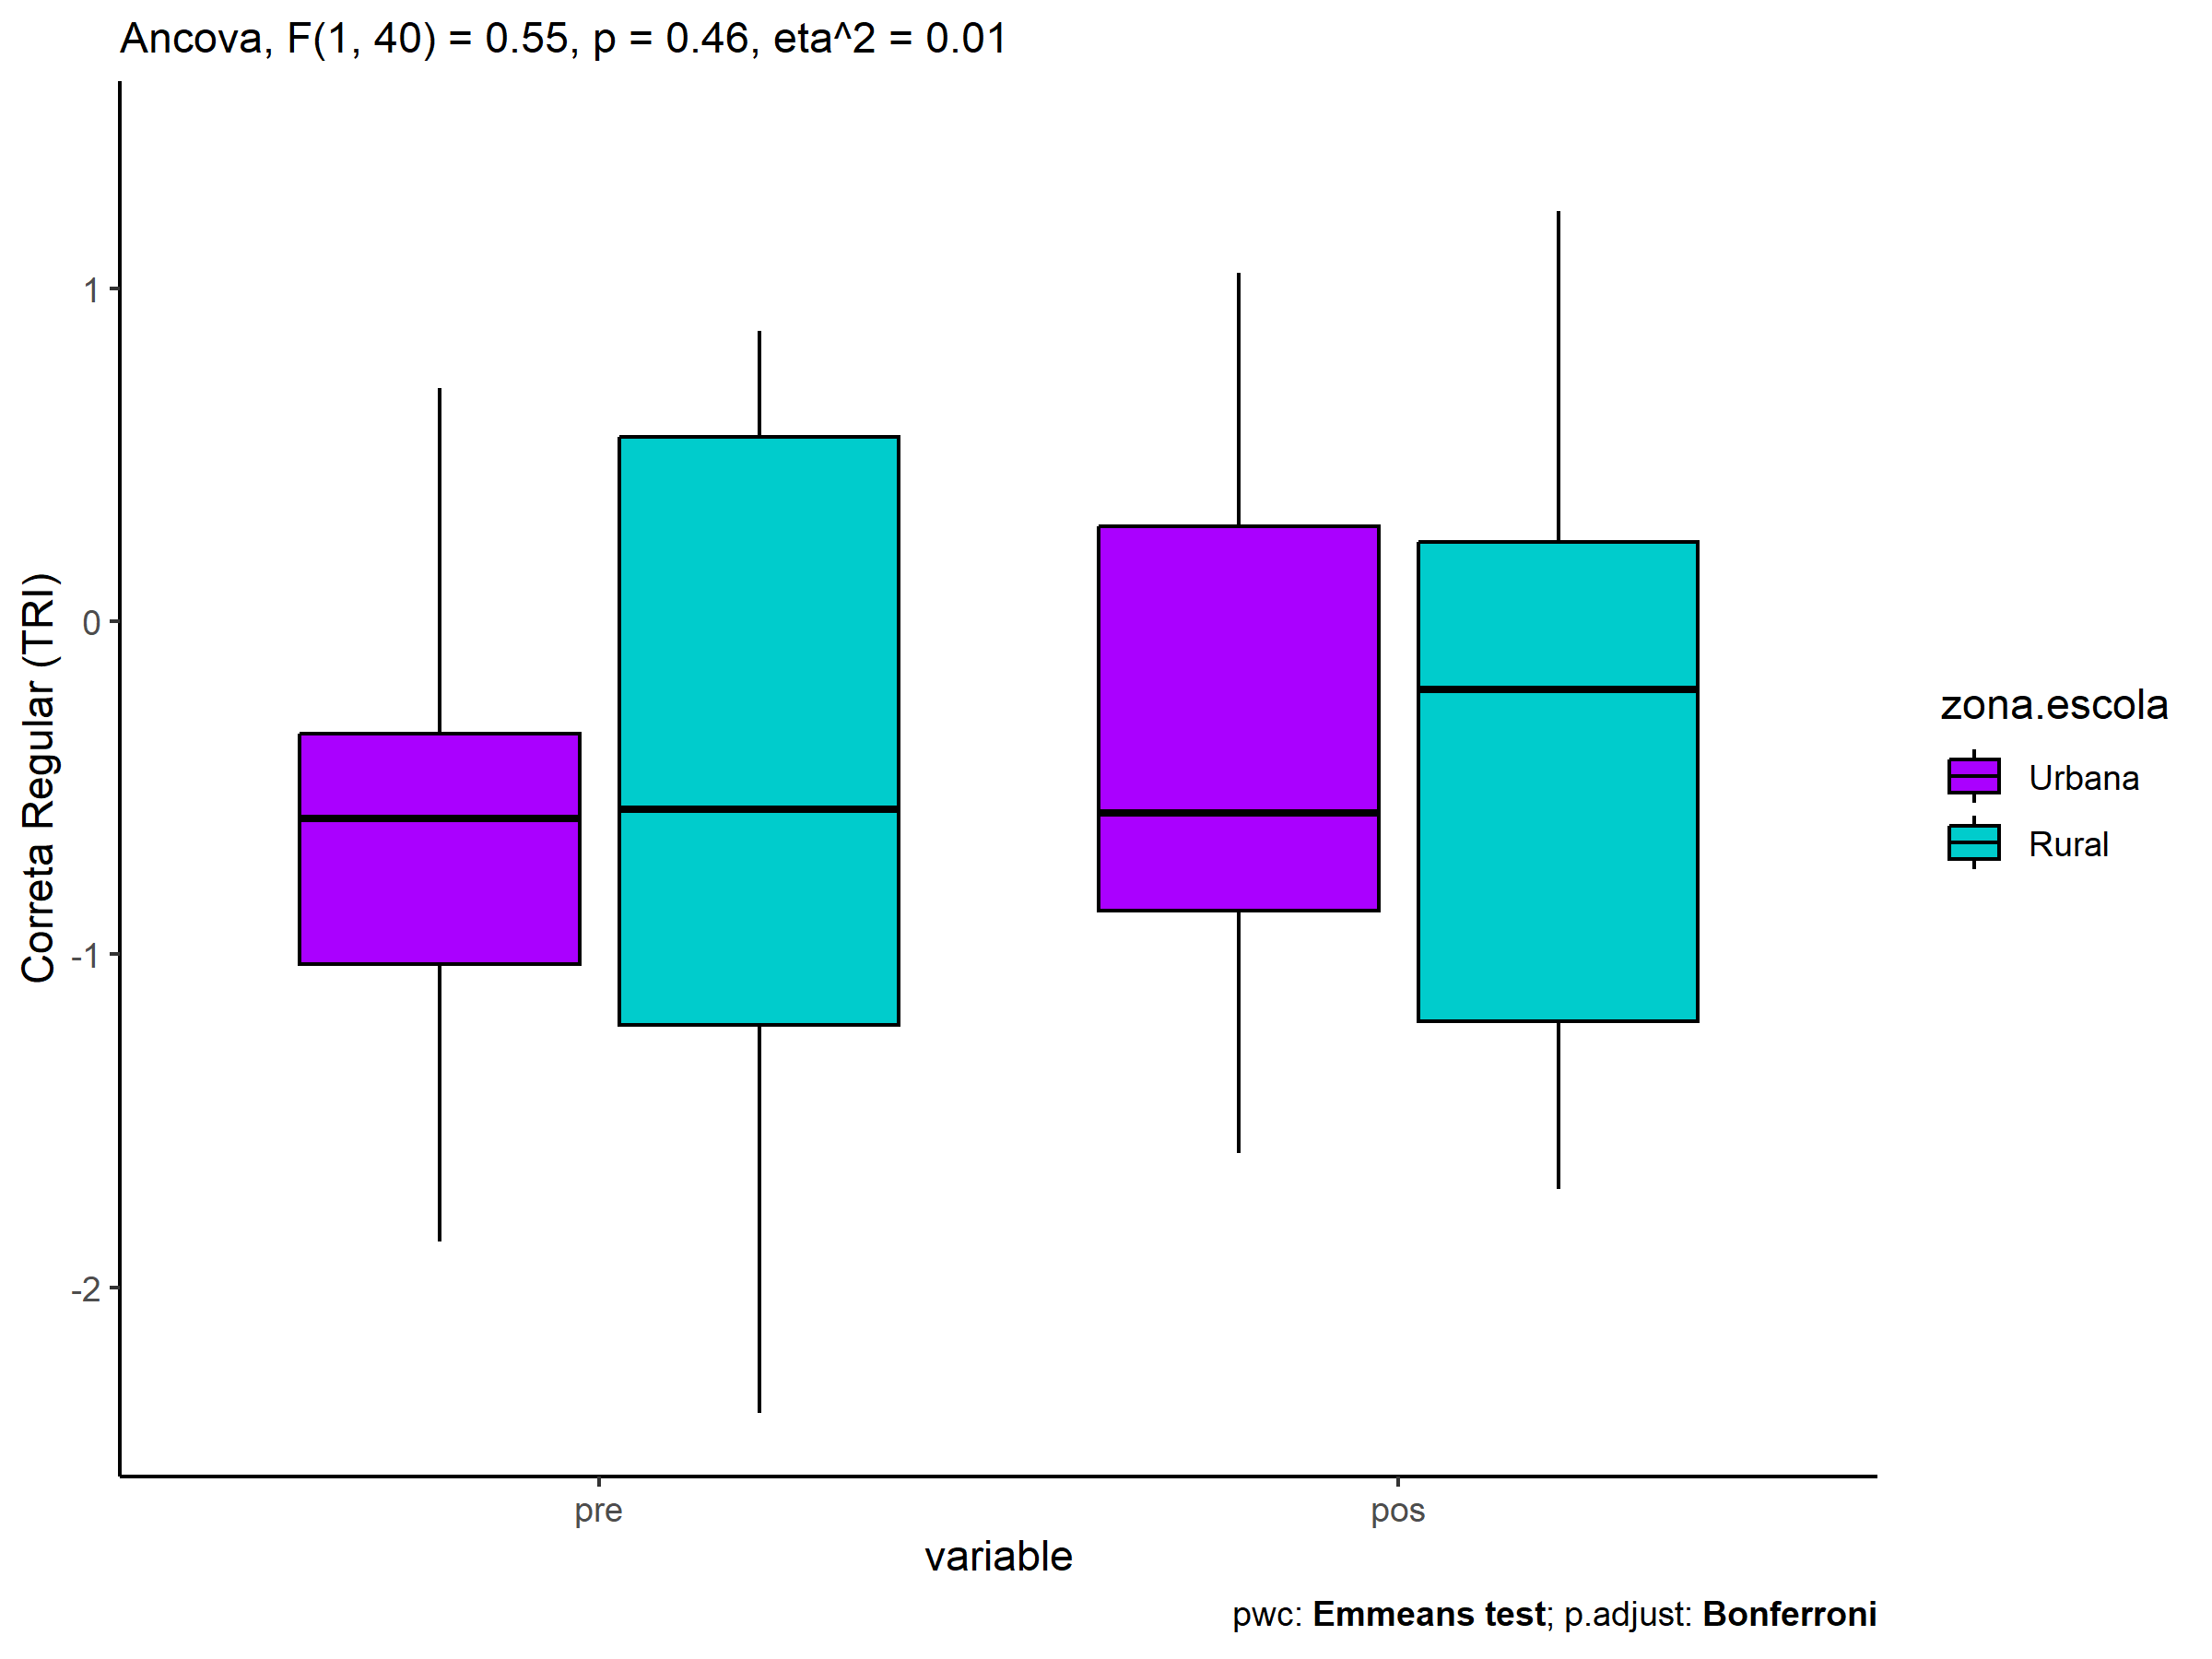 Ancova, F(1, 40) = 0.55, p = 0.46, eta^2 = 0.01
Correta Regular (TRI)
1
0
-1
-2
pre
pos
variable
zona.escola
Urbana
Rural
pwc: Emmeans test; p.adjust: Bonferroni